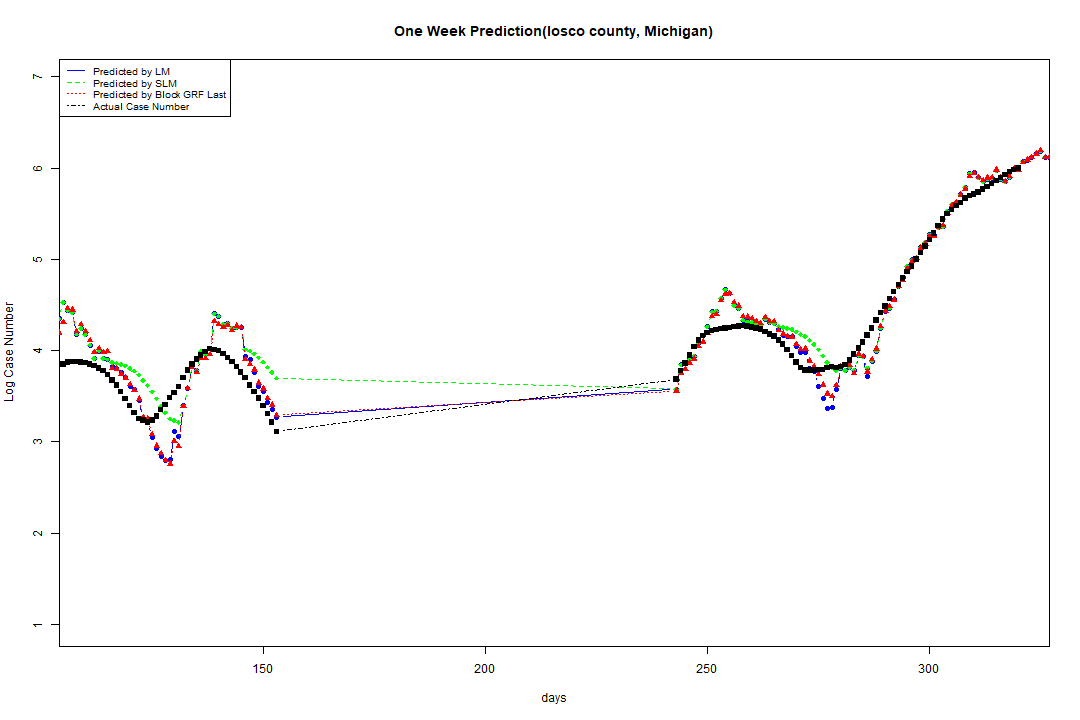 One Week Prediction(Iosco county, Michigan)
Predicted by LM
Predicted by SLM
Predicted by Block GRF Last
Actual Case Number
7
6
5
4
3
2
1
Log Case Number
150 200 250 300
days